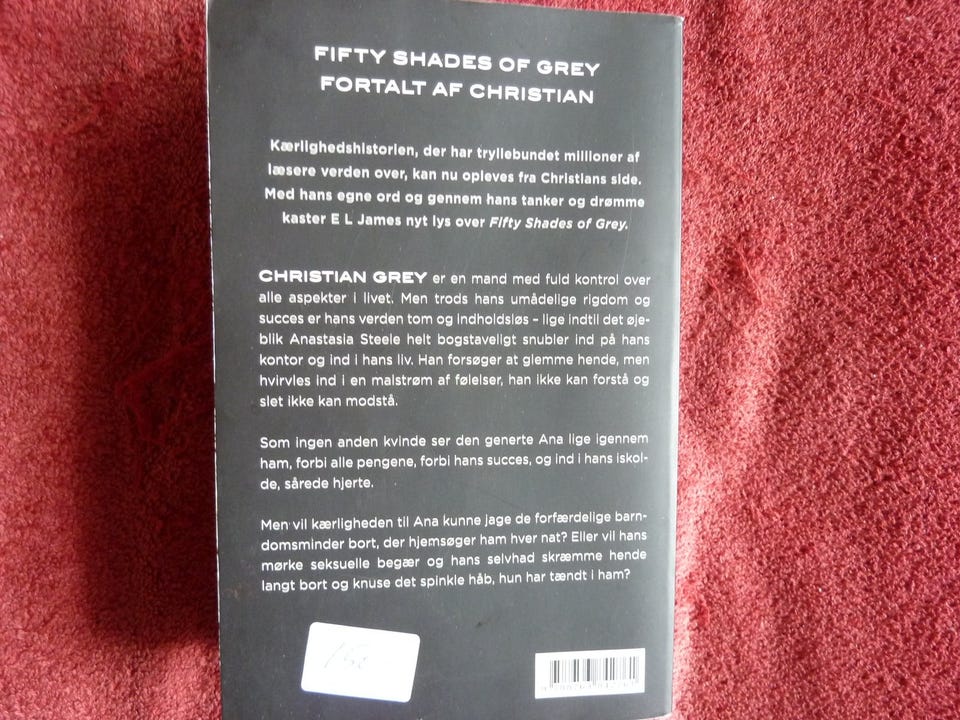 FIFTY SHADES OF GREY
FORTALT AF CHRISTIAN
Kærlighedshistorien, der har tryllebundet millioner af
læsere verden over, kan nu opleves fra Christians side.
Med hans egne ord og gennem hans tanker og drømme
kaster E L James nyt lys over Fifty Shades of Grey.
CHRISTIAN GREY er en mand med fuld kontrol over
alle aspekter i livet. Men trods hans umådelige rigdom og
succes er hans verden tom og indholdsløs – lige indtil det øje-
blik Anastasia Steele helt bogstaveligt snubler ind på hans
kontor og ind i hans liv. Han forsøger at glemme hende, men
hvirvles ind i en malstrøm af følelser, han ikke kan forstå og
slet ikke kan modstå.
Som ingen anden kvinde ser den generte Ana lige igennem
ham, forbi alle pengene, forbi hans succes, og ind i hans iskol-
de, sårede hjerte.
Men vil kærligheden til Ana kunne jage de forfærdelige barn-
domsminder bort, der hjemsøger ham hver nat? Eller vil hans
mørke seksuelle begær og hans selvhad skræmme hende
langt bort og knuse det spinkle håb, hun har tændt i ham?